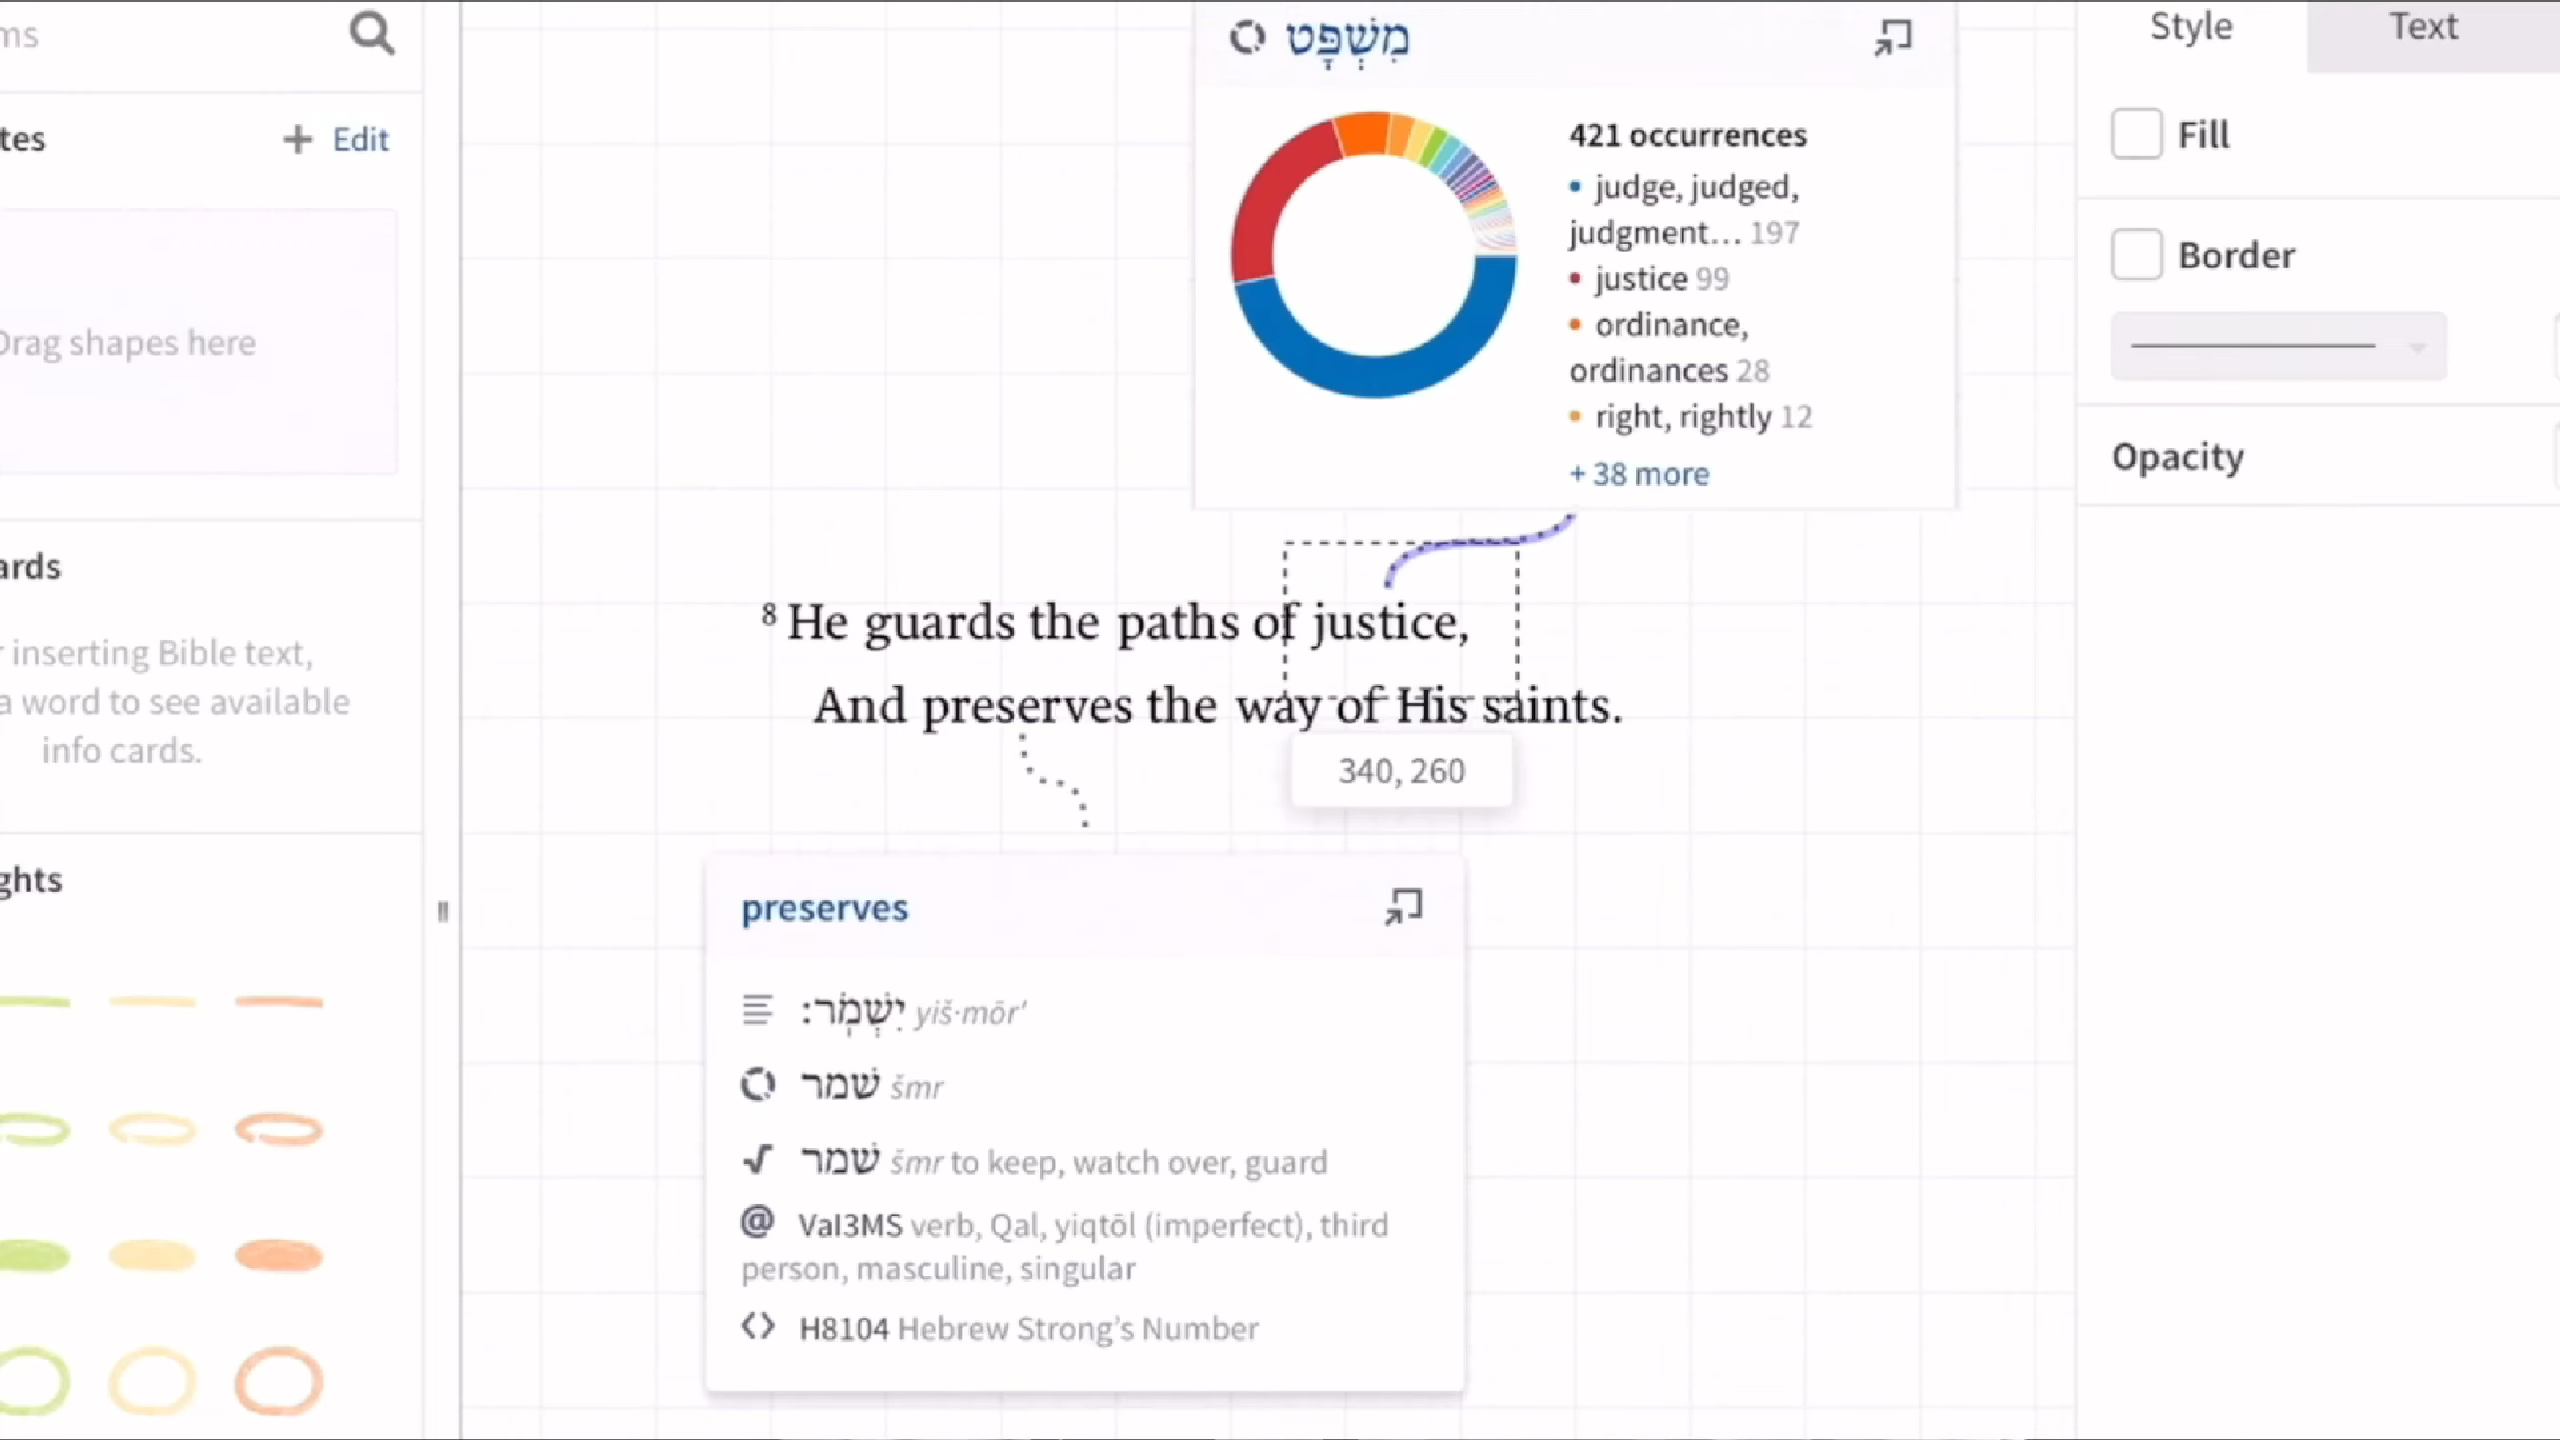 ms
tes
+ Edit
Drag shapes here
ards
r inserting Bible text,
a word to see available
info cards.
ghts
מִשְׁפָּט
421 occurrences
• judge, judged,
judgment... 197
• justice 99
• ordinance,
ordinances 28
• right, rightly 12
+ 38 more
8 He guards the paths of justice,
And preserves the way of His saints.
340, 260
preserves
יִשְׁמֹֽר׃ yiš·mōrʹ
שׁמר šmr
שׁמר šmr to keep, watch over, guard
@ VaI3MS verb, Qal, yiqtōl (imperfect), third
person, masculine, singular
<> H8104 Hebrew Strong's Number
Style
Text
Fill
Border
Opacity